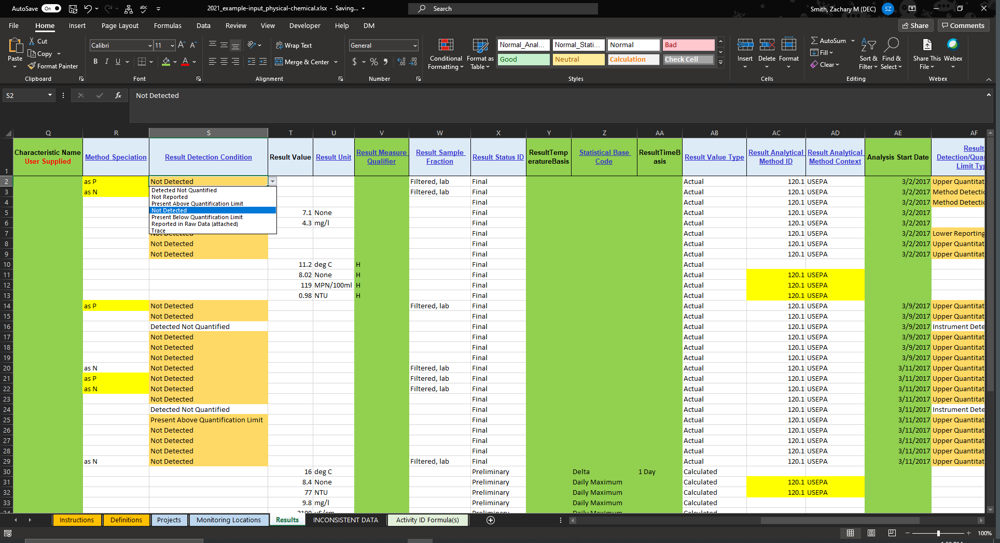 AutoSave On 2021_example-input_physical-chemical.xlsx - Saving... Search Smith, Zachary M (DEC) SZ
File Home Insert Page Layout Formulas Data Review View Developer Help DM Share Comments
Paste Cut Copy Format Painter Clipboard
Calibri 11 B I U A Font
Wrap Text Merge & Center Alignment
General $ % Number
Conditional Formatting Format as Table
Normal_Anal... Normal_Stati... Normal Bad
Good Neutral Calculation Check Cell
Styles
Insert Delete Format Cells
AutoSum Fill Clear Sort & Filter Find & Select Editing
Share This File Webex Webex
S2 fx Not Detected
Q R S T U V W X Y Z AA AB AC AD AE AF
1 Characteristic Name User Supplied Method Speciation Result Detection Condition Result Value Result Unit Result Measure Qualifier Result Sample Fraction Result Status ID ResultTemperatureBasis Statistical Base Code ResultTimeBasis Result Value Type Result Analytical Method ID Result Analytical Method Context Analysis Start Date Result Detection/Qua Limit Ty
2 as P Not Detected Filtered, lab Final Actual 120.1 USEPA 3/2/2017 Upper Quantitat
Detected Not Quantified
Not Reported
Present Above Quantification Limit
Not Detected
Present Below Quantification Limit
Reported in Raw Data (attached)
Trace
3 as N Filtered, lab Final Actual 120.1 USEPA 3/2/2017 Method Detectio
4 Final Actual 120.1 USEPA 3/2/2017 Method Detectio
5 7.1 None Final Actual 120.1 USEPA 3/2/2017
6 4.3 mg/l Final Actual 120.1 USEPA 3/2/2017
7 Not Detected Final Actual 120.1 USEPA 3/2/2017 Lower Reporting
8 Not Detected Final Actual 120.1 USEPA 3/2/2017 Upper Quantitat
9 Not Detected Final Actual 120.1 USEPA 3/2/2017 Upper Quantitat
10 11.2 deg C H Final Actual
11 8.02 None H Final Actual 120.1 USEPA
12 119 MPN/100ml H Final Actual 120.1 USEPA
13 0.98 NTU H Final Actual 120.1 USEPA
14 as P Not Detected Filtered, lab Final Actual 120.1 USEPA 3/9/2017 Upper Quantitat
15 Not Detected Final Actual 120.1 USEPA 3/9/2017 Upper Quantitat
16 Detected Not Quantified Final Actual 120.1 USEPA 3/9/2017 Instrument Dete
17 Not Detected Final Actual 120.1 USEPA 3/9/2017 Upper Quantitat
18 Not Detected Final Actual 120.1 USEPA 3/9/2017 Upper Quantitat
19 Not Detected Final Actual 120.1 USEPA 3/9/2017 Upper Quantitat
20 as N Not Detected Filtered, lab Final Actual 120.1 USEPA 3/11/2017 Upper Quantitat
21 as P Not Detected Filtered, lab Final Actual 120.1 USEPA 3/11/2017 Upper Quantitat
22 as N Not Detected Filtered, lab Final Actual 120.1 USEPA 3/11/2017 Upper Quantitat
23 Not Detected Final Actual 120.1 USEPA 3/11/2017 Upper Quantitat
24 Detected Not Quantified Final Actual 120.1 USEPA 3/11/2017 Instrument Dete
25 Present Above Quantification Limit Final Actual 120.1 USEPA 3/11/2017 Upper Quantitat
26 Not Detected Final Actual 120.1 USEPA 3/11/2017 Upper Quantitat
27 Not Detected Final Actual 120.1 USEPA 3/11/2017 Upper Quantitat
28 Not Detected Final Actual 120.1 USEPA 3/11/2017 Upper Quantitat
29 as N Not Detected Filtered, lab Final Actual 120.1 USEPA 3/11/2017 Upper Quantitat
30 16 deg C Preliminary Delta 1 Day Calculated
31 8.4 None Preliminary Daily Maximum Calculated 120.1 USEPA
32 77 NTU Preliminary Daily Maximum Calculated 120.1 USEPA
33 9.8 mg/l Preliminary Daily Maximum Calculated
Instructions Definitions Projects Monitoring Locations Results INCONSISTENT DATA Activity ID Formula(s)
100%